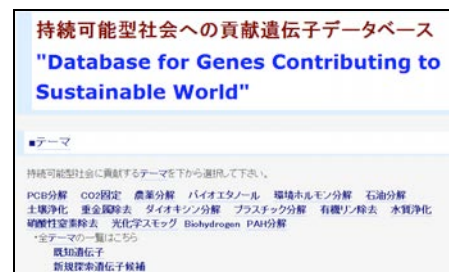 持続可能型社会への貢献遺伝子データベース
"Database for Genes Contributing to
Sustainable World"
■テーマ
持続可能型社会に貢献するテーマを下から選択して下さい。
PCB分解 CO2固定 農薬分解 バイオエタノール 環境ホルモン分解 石油分解
土壌浄化 重金属除去 ダイオキシン分解 プラスチック分解 有機リン除去 水質浄化
硝酸性窒素除去 光化学スモッグ Biohydrogen PAH分解
・全テーマの一覧はこちら
既知遺伝子
新規探索遺伝子候補